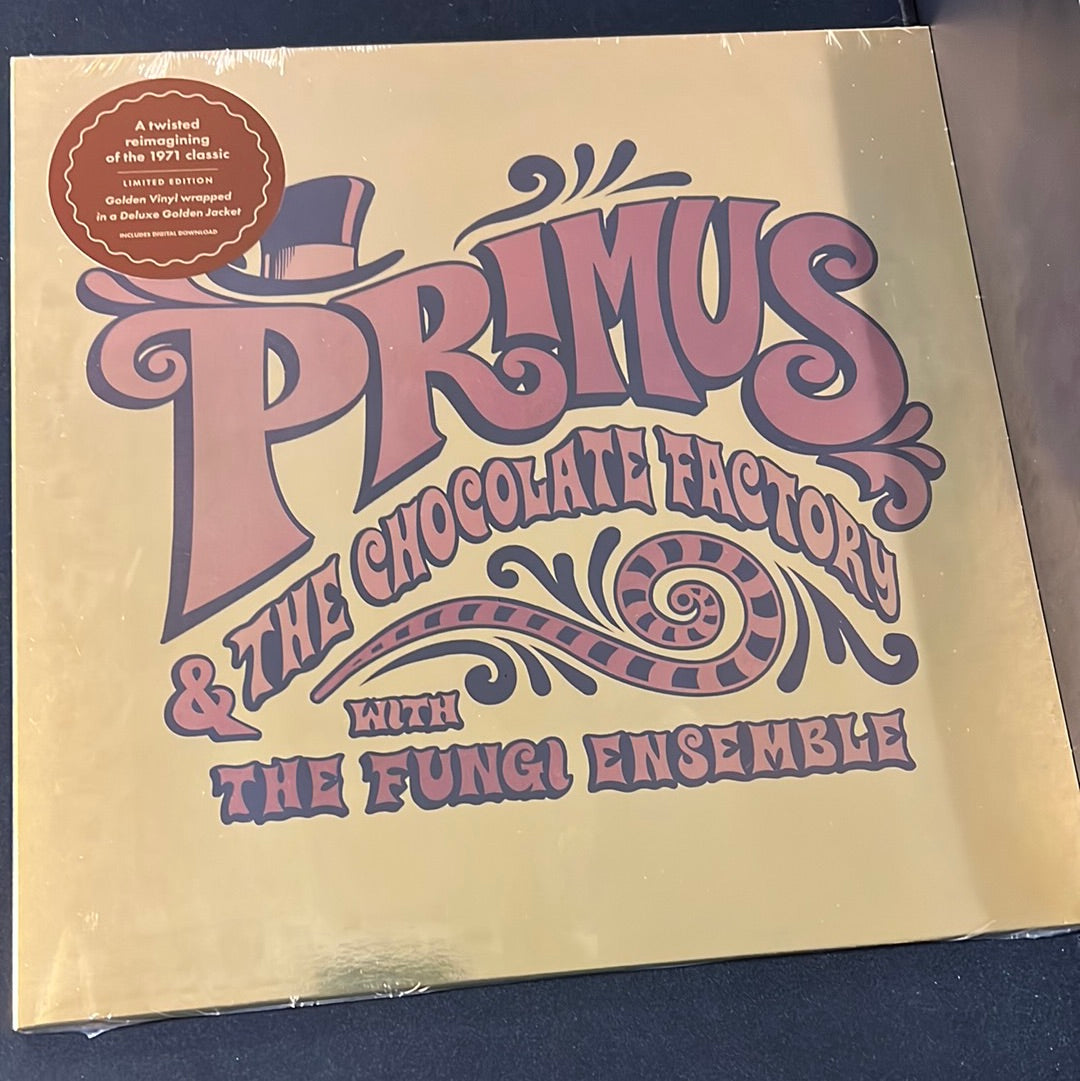 A twisted
reimagining
of the 1971 classic
LIMITED EDITION
Golden Vinyl wrapped
in a Deluxe Golden Jacket
INCLUDES DIGITAL DOWNLOAD
PRIMUS
& THE CHOCOLATE FACTORY
WITH
THE FUNGI ENSEMBLE